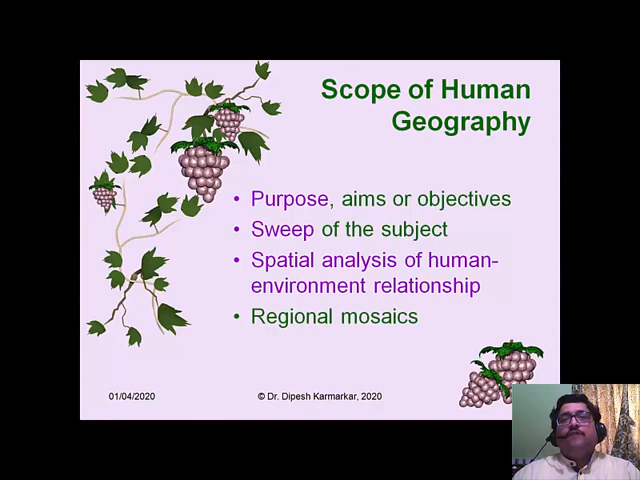 Scope of Human
Geography
• Purpose, aims or objectives
• Sweep of the subject
• Spatial analysis of human-
environment relationship
• Regional mosaics
01/04/2020
© Dr. Dipesh Karmarkar, 2020